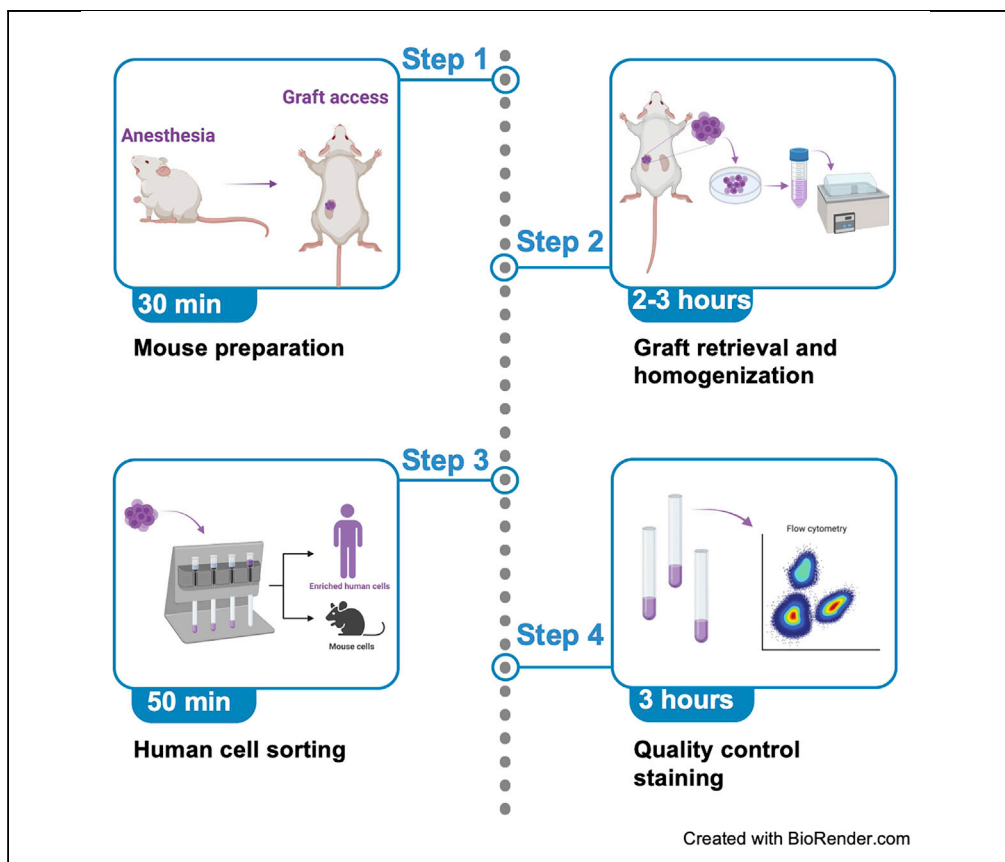 Step 1
Anesthesia
Graft access
30 min
Mouse preparation
Step 2
2-3 hours
Graft retrieval and
homogenization
Step 3
Enriched human cells
Mouse cells
50 min
Human cell sorting
Step 4
Flow cytometry
3 hours
Quality control
staining
Created with BioRender.com